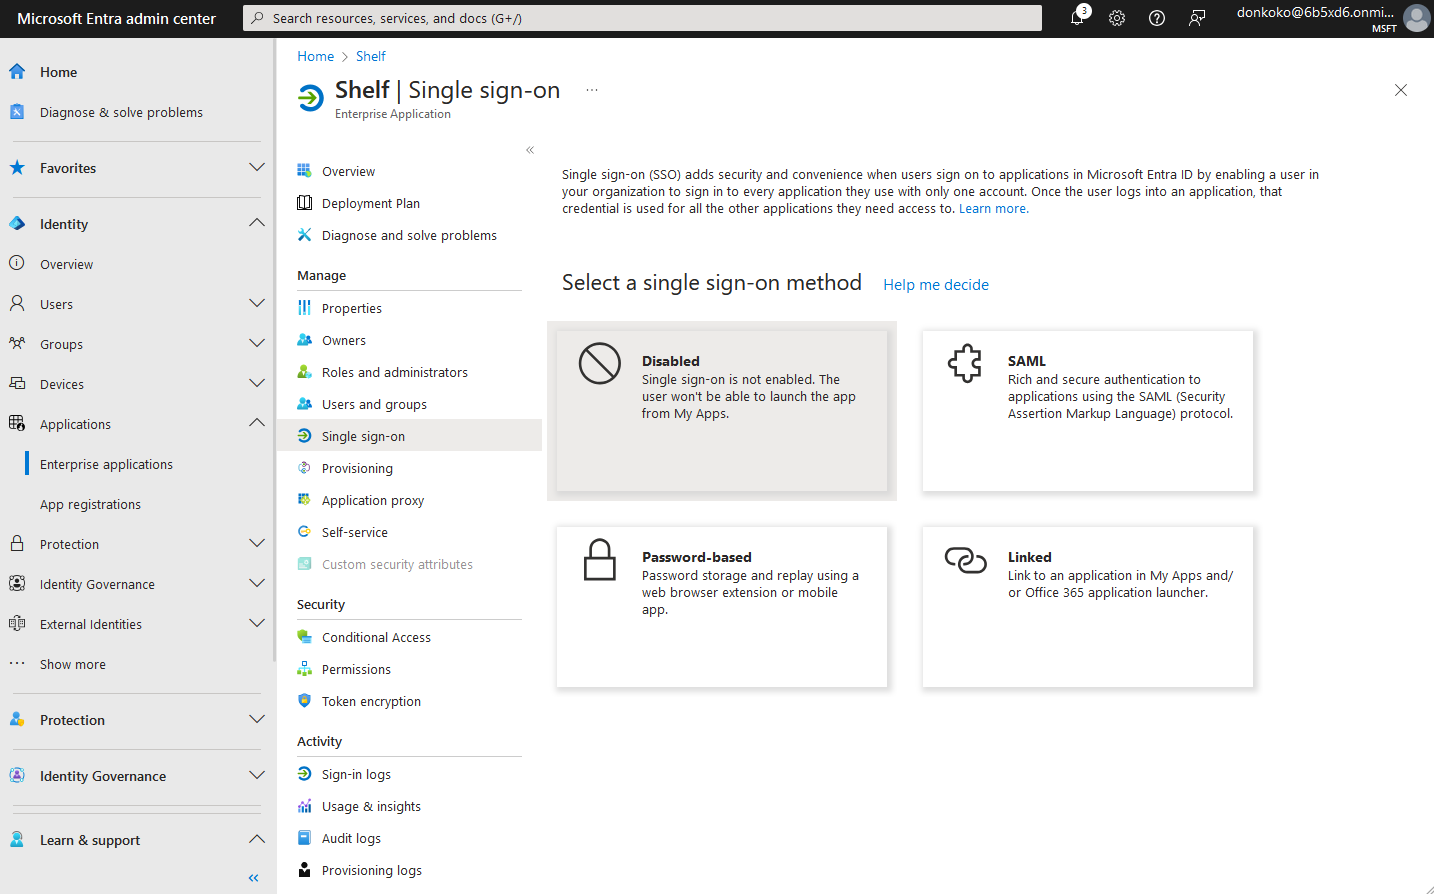 Microsoft Entra admin center
Search resources, services, and docs (G+/)
3
donkoko@6b5xd6.onmi...
MSFT
Home
Diagnose & solve problems
Favorites
Identity
Overview
Users
Groups
Devices
Applications
Enterprise applications
App registrations
Protection
Identity Governance
External Identities
Show more
Protection
Identity Governance
Learn & support
Home > Shelf
Shelf | Single sign-on
Enterprise Application
Overview
Deployment Plan
Diagnose and solve problems
Manage
Properties
Owners
Roles and administrators
Users and groups
Single sign-on
Provisioning
Application proxy
Self-service
Custom security attributes
Security
Conditional Access
Permissions
Token encryption
Activity
Sign-in logs
Usage & insights
Audit logs
Provisioning logs
Single sign-on (SSO) adds security and convenience when users sign on to applications in Microsoft Entra ID by enabling a user in
your organization to sign in to every application they use with only one account. Once the user logs into an application, that
credential is used for all the other applications they need access to. Learn more.
Select a single sign-on method
Help me decide
Disabled
Single sign-on is not enabled. The
user won't be able to launch the app
from My Apps.
SAML
Rich and secure authentication to
applications using the SAML (Security
Assertion Markup Language) protocol.
Password-based
Password storage and replay using a
web browser extension or mobile
app.
Linked
Link to an application in My Apps and/
or Office 365 application launcher.